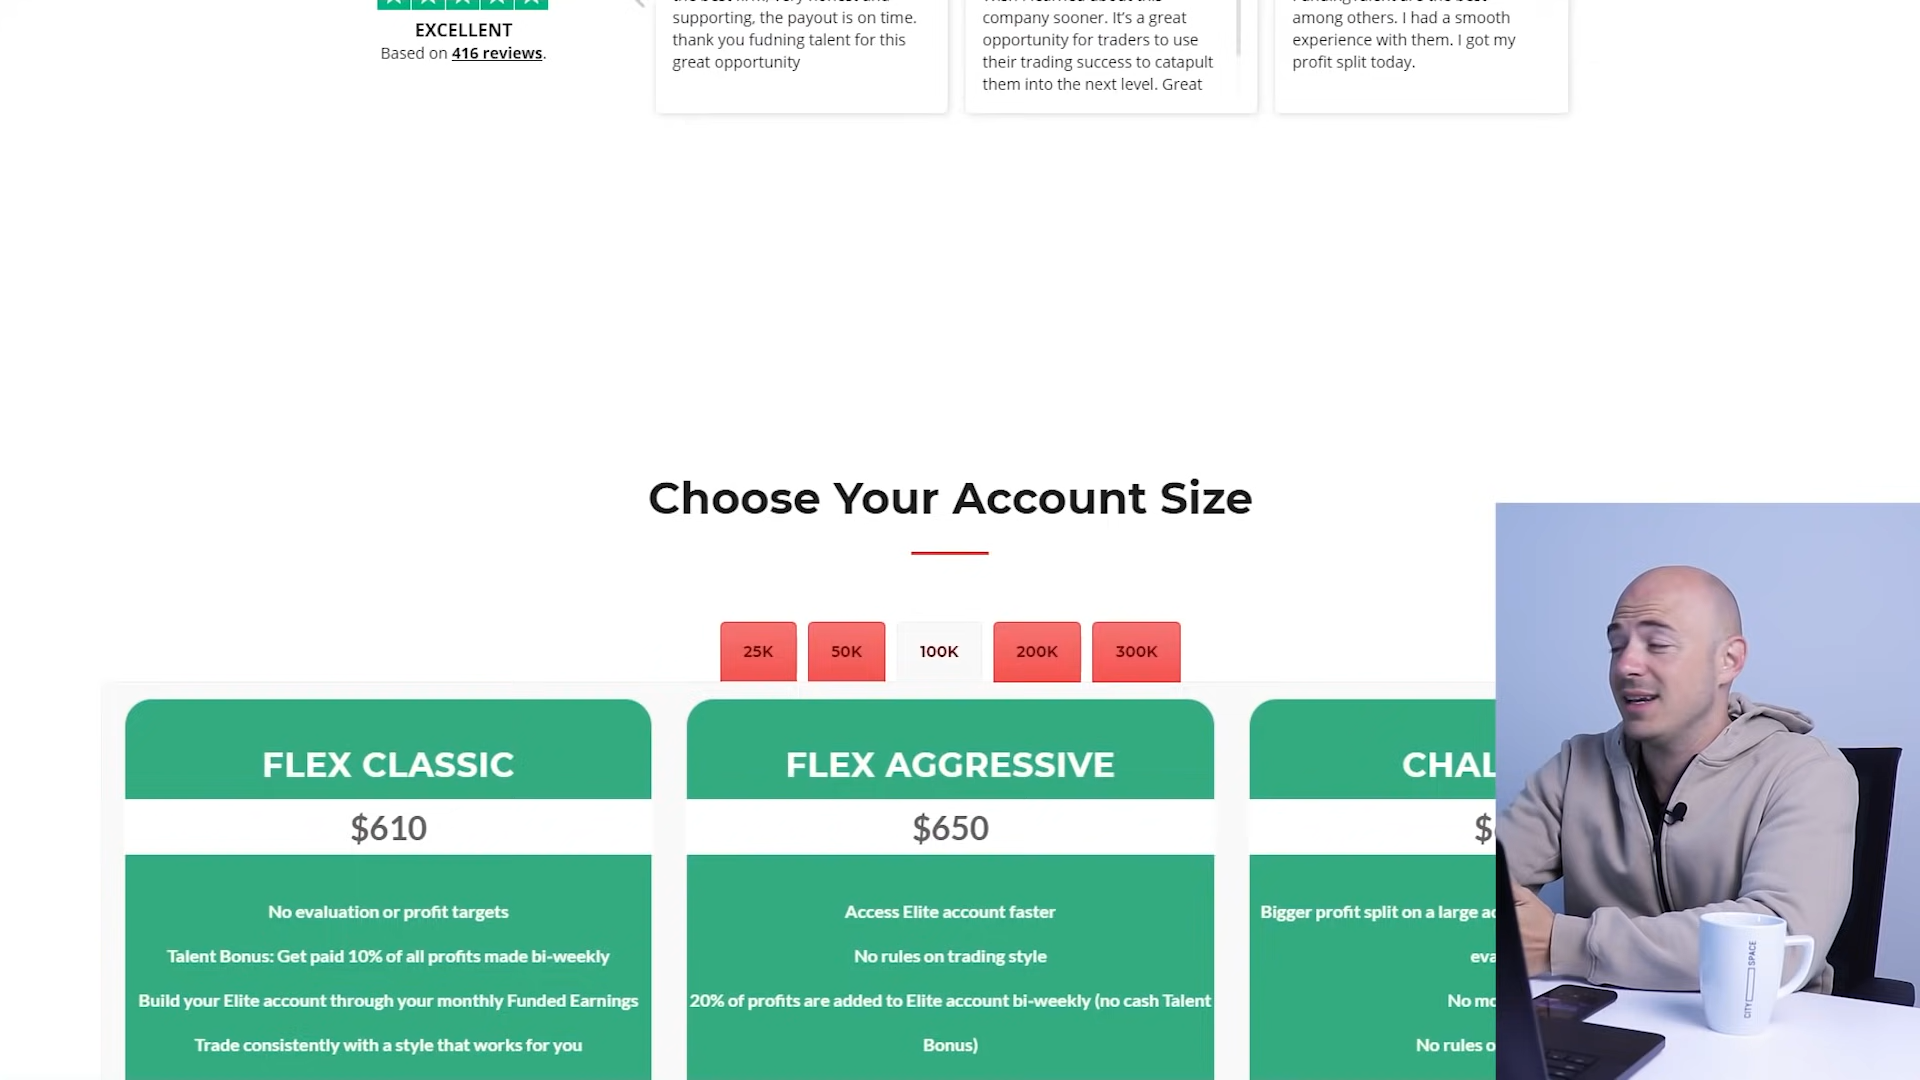 EXCELLENT
Based on 416 reviews.
supporting, the payout is on time.
thank you fudning talent for this
great opportunity
company sooner. It's a great
opportunity for traders to use
their trading success to catapult
them into the next level. Great
among others. I had a smooth
experience with them. I got my
profit split today.
Choose Your Account Size
25K
50K
100K
200K
300K
FLEX CLASSIC
$610
No evaluation or profit targets
Talent Bonus: Get paid 10% of all profits made bi-weekly
Build your Elite account through your monthly Funded Earnings
Trade consistently with a style that works for you
FLEX AGGRESSIVE
$650
Access Elite account faster
No rules on trading style
20% of profits are added to Elite account bi-weekly (no cash Talent
Bonus)
CHAL
$
Bigger profit split on a large
No
No rules
CITY SPACE